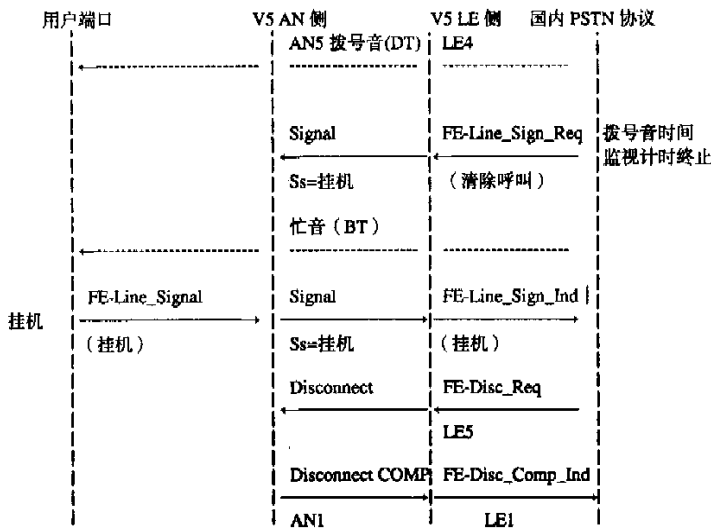 用户端口 V5 AN 侧 V5 LE 侧 国内 PSTN 协议
AN5 拨号音(DT) LE4
Signal FE-Line_Sign_Req 拨号音时间
监视计时终止
Ss=挂机 （清除呼叫）
忙音（BT）
FE-Line_Signal Signal FE-Line_Sign_Ind
挂机
（挂机） Ss=挂机 （挂机）
Disconnect FE-Disc_Req
LE5
Disconnect COMP FE-Disc_Comp_Ind
AN1 LE1